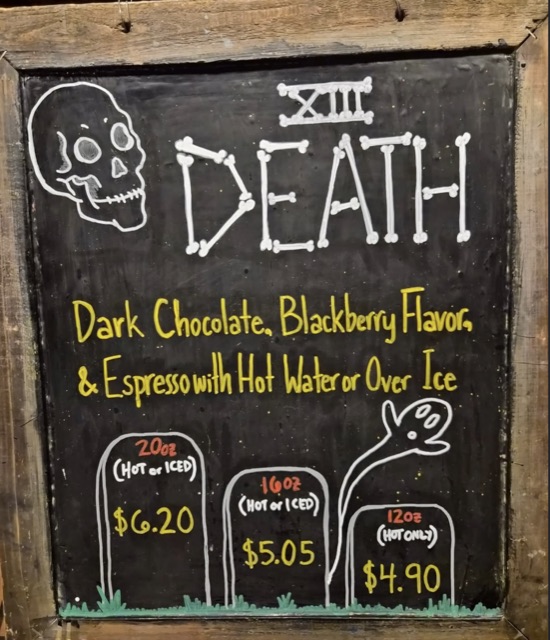 XIII
DEATH
Dark Chocolate, Blackberry Flavor,
& Espresso with Hot Water or Over Ice
20oz
(HOT or ICED)
$6.20
16oz
(HOT or ICED)
$5.05
12oz
(HOT ONLY)
$4.90